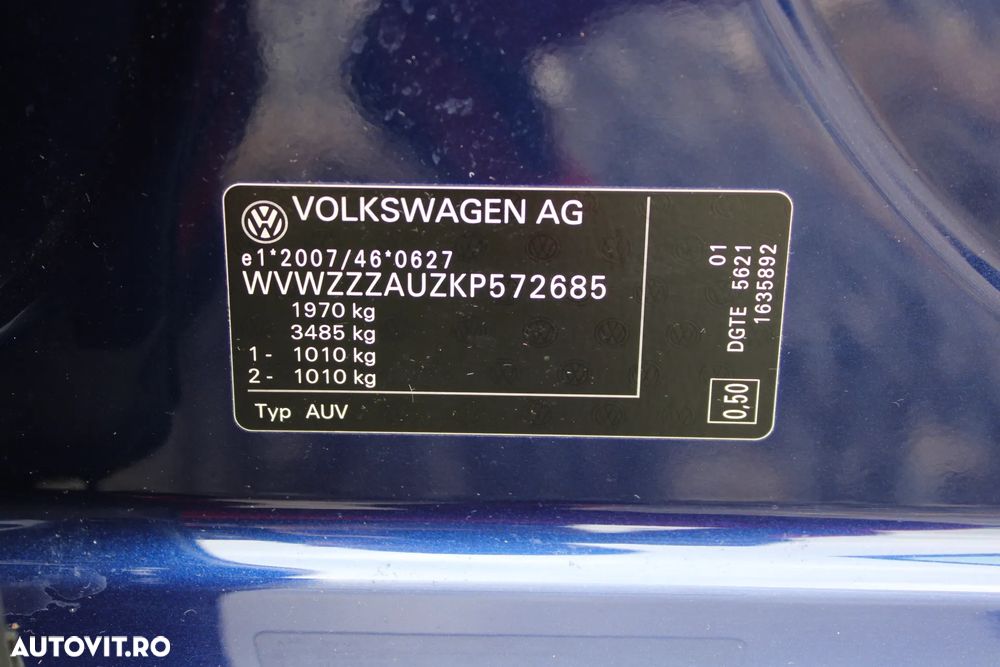 VOLKSWAGEN AG
e1*2007/46*0627
WVWZZZAUZKP572685
1970 kg
3485 kg
1- 1010 kg
2- 1010 kg
Typ AUV
01
DGTE 5621
1635892
0,50
AUTOVIT.RO